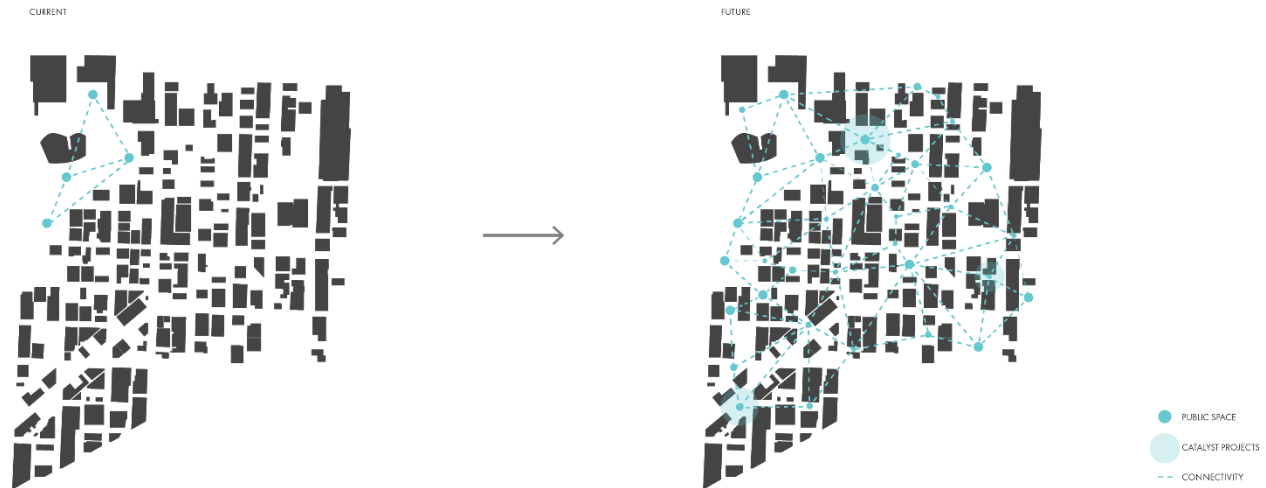 CURRENT
FUTURE
PUBLIC SPACE
CATALYST PROJECTS
CONNECTIVITY